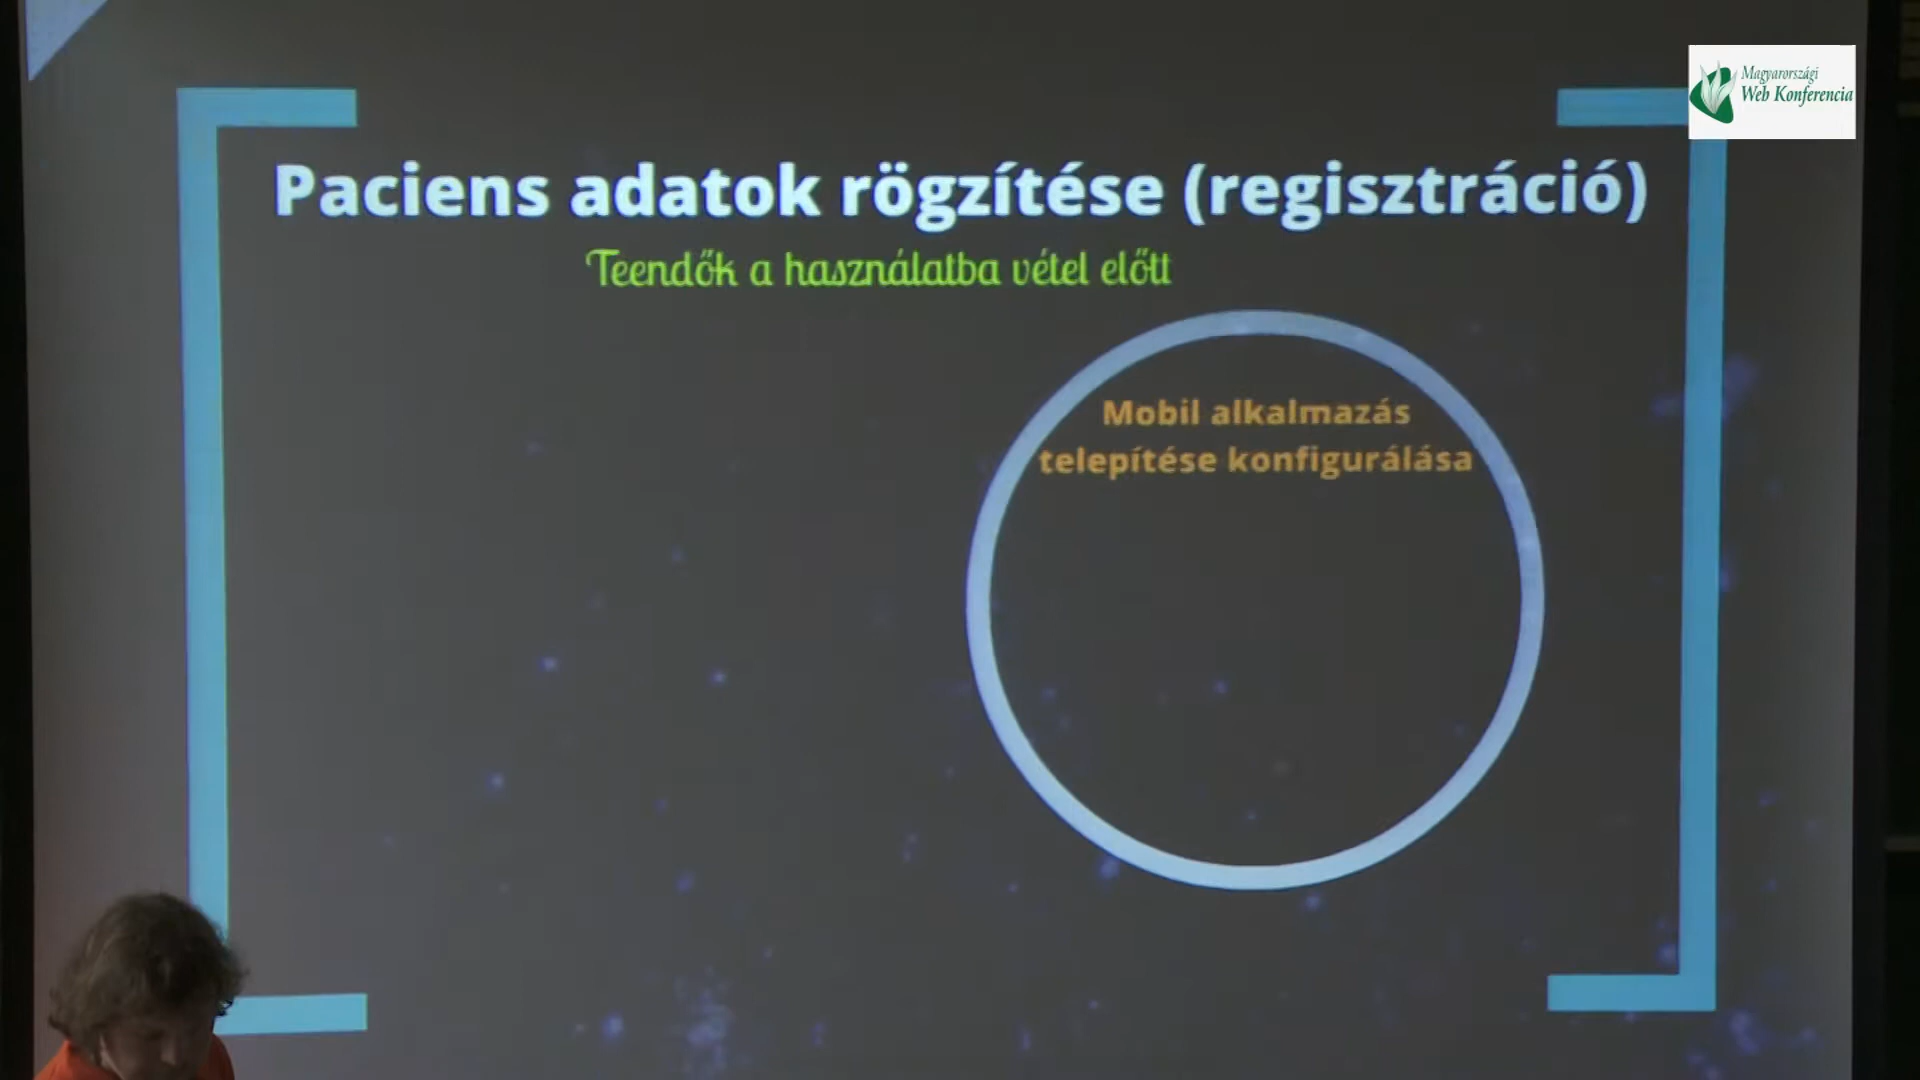 Magyarországi
Web Konferencia
Paciens adatok rögzítése (regisztráció)
Teendők a használatba vétel előtt
Mobil alkalmazás
telepítése konfigurálása